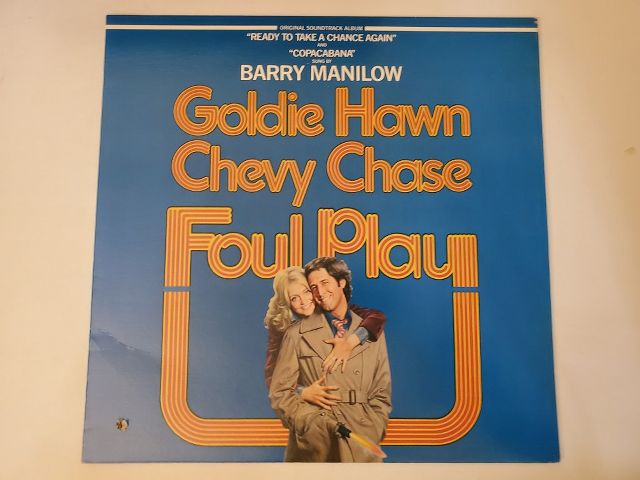 ORIGINAL SOUNDTRACK ALBUM
"READY TO TAKE A CHANCE AGAIN"
AND
"COPACABANA"
SUNG BY
BARRY MANILOW
Goldie Hawn
Chevy Chase
Foul Play